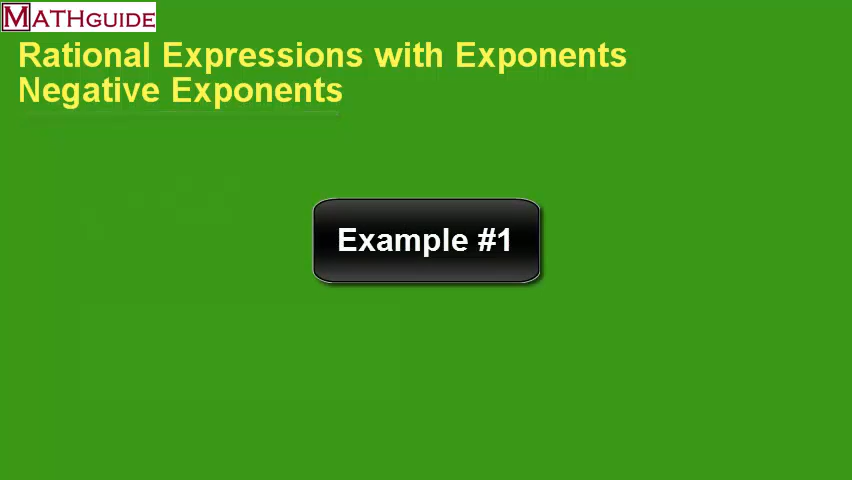 MATHGUIDE
Rational Expressions with Exponents
Negative Exponents
Example #1